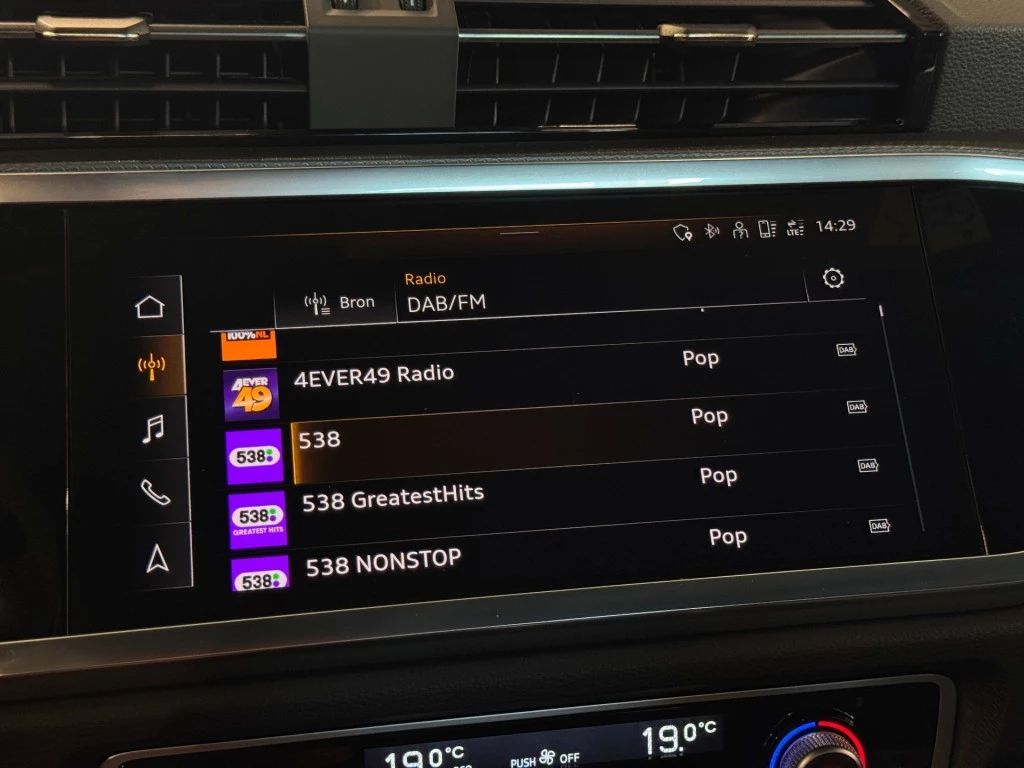 LTE 14:29
Radio
Bron DAB/FM
100%NL
4EVER 49 4EVER49 Radio Pop DAB
538 538 Pop DAB
538 GREATEST HITS 538 GreatestHits Pop DAB
538 538 NONSTOP Pop DAB
19.0°C PUSH OFF 19.0°C